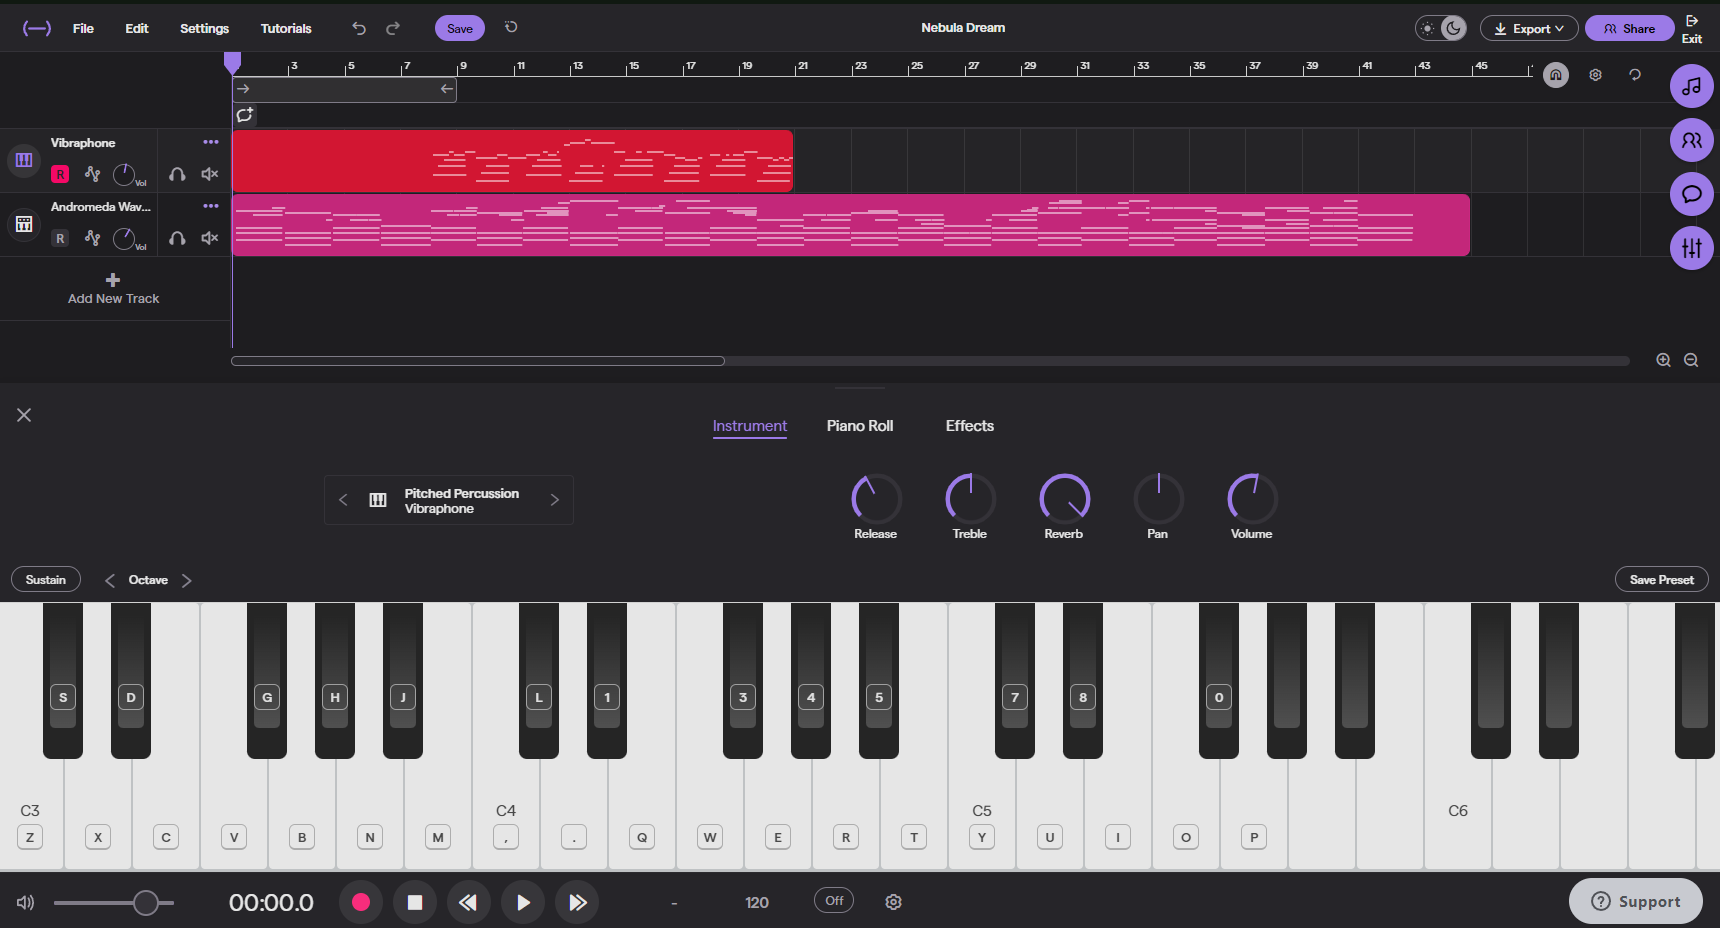 File Edit Settings Tutorials Save Nebula Dream Export Share Exit
3 5 7 9 11 13 15 17 19 21 23 25 27 29 31 33 35 37 39 41 43 45
Vibraphone
R Vol
Andromeda Wav...
R Vol
Add New Track
Instrument Piano Roll Effects
Pitched Percussion
Vibraphone
Release Treble Reverb Pan Volume
Sustain Octave Save Preset
S D G H J L 1 3 4 5 7 8 0
C3 C4 C5 C6
Z X C V B N M , . Q W E R T Y U I O P
00:00.0 - 120 Off ? Support